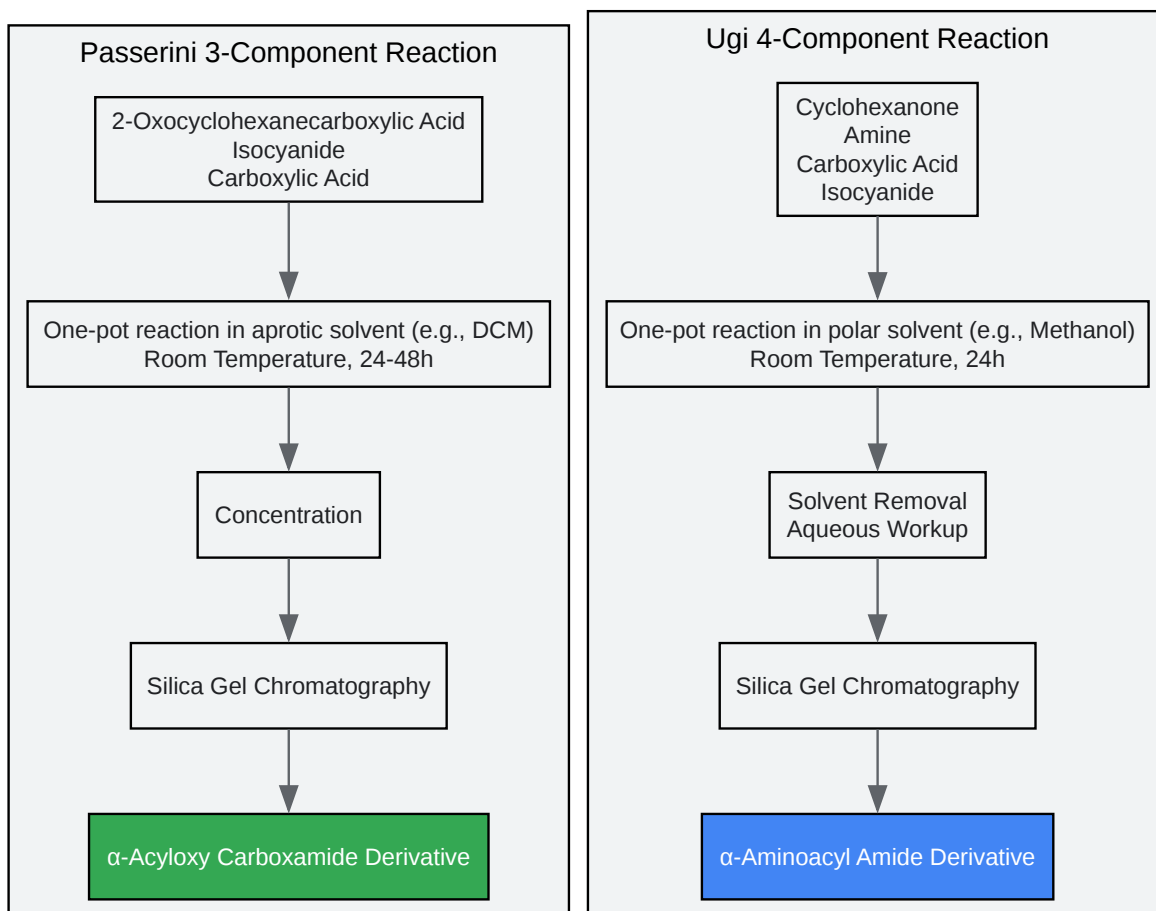 Passerini 3-Component Reaction
2-Oxocyclohexanecarboxylic Acid
Isocyanide
Carboxylic Acid
One-pot reaction in aprotic solvent (e.g., DCM)
Room Temperature, 24-48h
Concentration
Silica Gel Chromatography
α-Acyloxy Carboxamide Derivative
Ugi 4-Component Reaction
Cyclohexanone
Amine
Carboxylic Acid
Isocyanide
One-pot reaction in polar solvent (e.g., Methanol)
Room Temperature, 24h
Solvent Removal
Aqueous Workup
Silica Gel Chromatography
α-Aminoacyl Amide Derivative